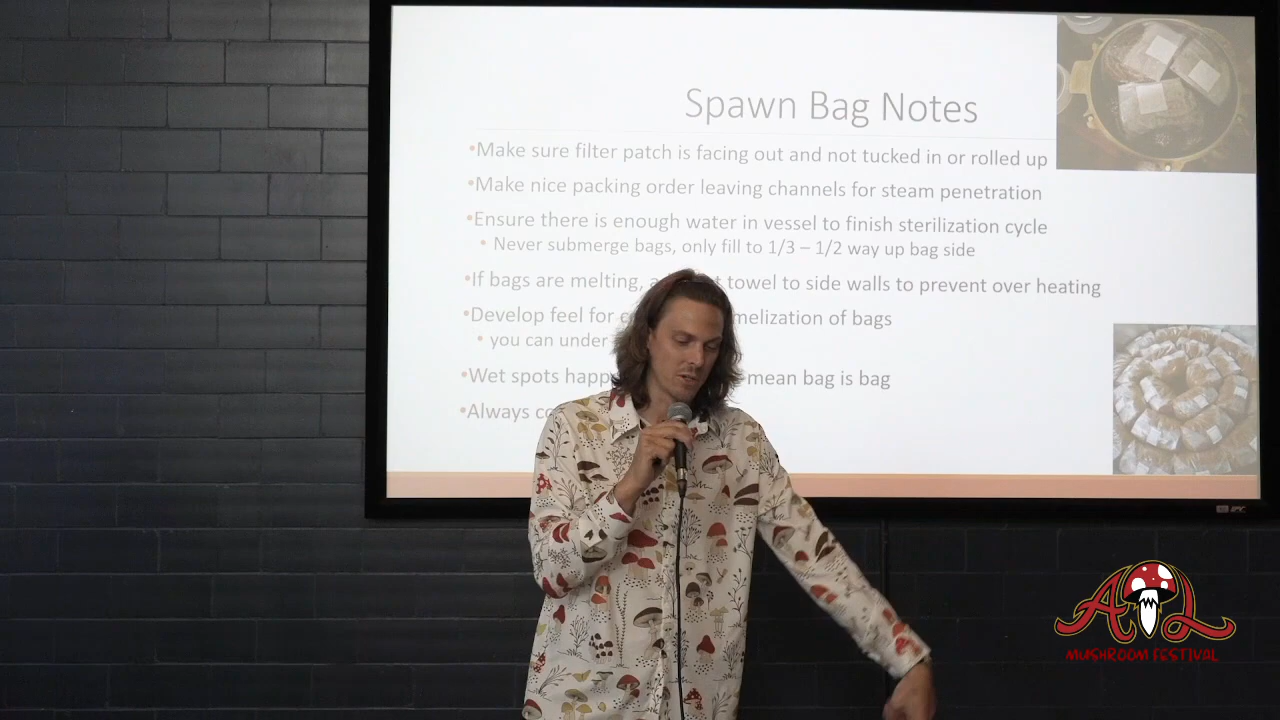 Spawn Bag Notes
•Make sure filter patch is facing out and not tucked in or rolled up
•Make nice packing order leaving channels for steam penetration
•Ensure there is enough water in vessel to finish sterilization cycle
• Never submerge bags, only fill to 1/3 – 1/2 way up bag side
•If bags are melting, a t towel to side walls to prevent over heating
•Develop feel for c melization of bags
• you can under
•Wet spots happ -mean bag is bag
•Always co
A L
MUSHROOM FESTIVAL